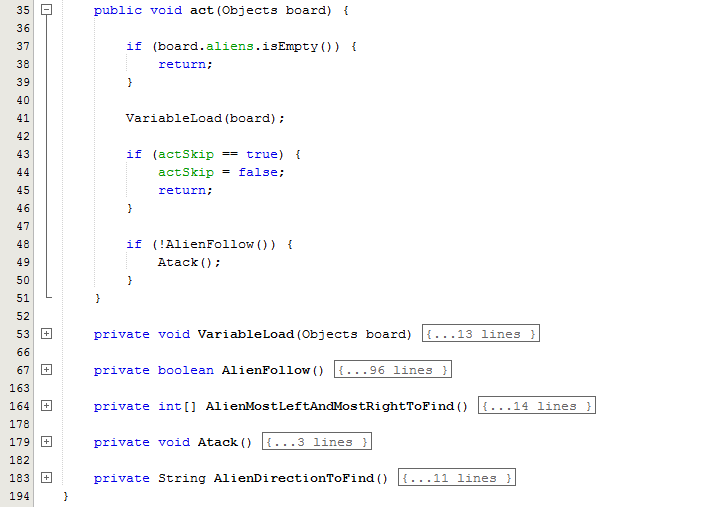 35 public void act(Objects board) {
36
37 if (board.aliens.isEmpty()) {
38 return;
39 }
40
41 VariableLoad(board);
42
43 if (actSkip == true) {
44 actSkip = false;
45 return;
46 }
47
48 if (!AlienFollow()) {
49 Atack();
50 }
51 }
52
53 private void VariableLoad(Objects board) {...13 lines }
66
67 private boolean AlienFollow() {...96 lines }
163
164 private int[] AlienMostLeftAndMostRightToFind() {...14 lines }
178
179 private void Atack() {...3 lines }
182
183 private String AlienDirectionToFind() {...11 lines }
194 }